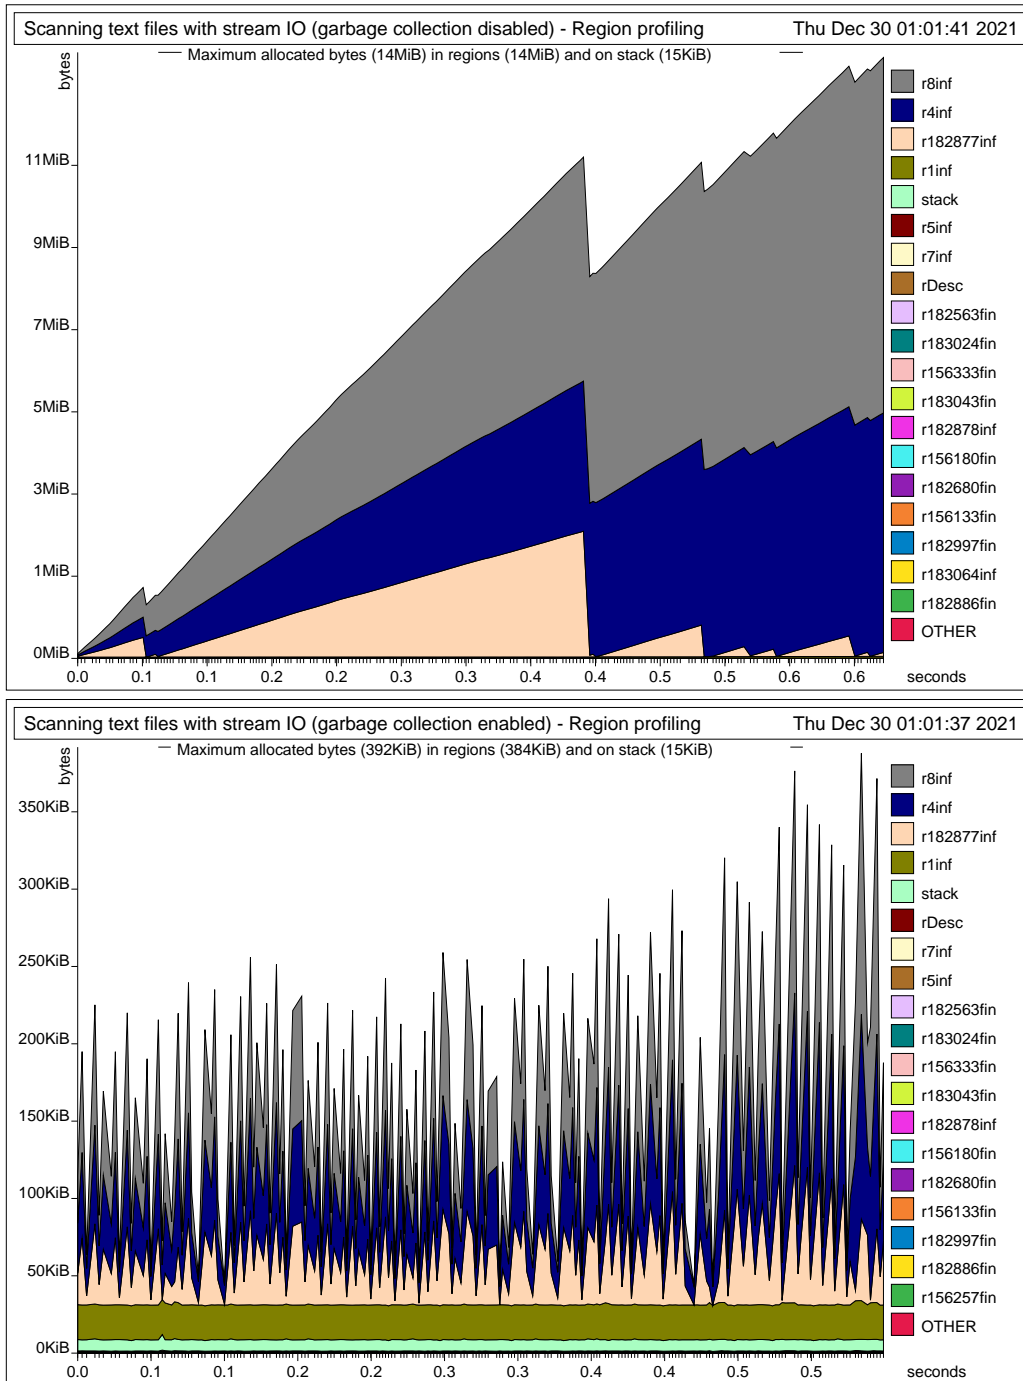 Scanning text files with stream IO (garbage collection disabled) - Region profiling Thu Dec 30 01:01:41 2021
Maximum allocated bytes (14MiB) in regions (14MiB) and on stack (15KiB)
bytes
11MiB
9MiB
7MiB
5MiB
3MiB
1MiB
0MiB
0.0 0.1 0.1 0.2 0.2 0.3 0.3 0.4 0.4 0.5 0.5 0.6 0.6 seconds
r8inf
r4inf
r182877inf
r1inf
stack
r5inf
r7inf
rDesc
r182563fin
r183024fin
r156333fin
r183043fin
r182878inf
r156180fin
r182680fin
r156133fin
r182997fin
r183064inf
r182886fin
OTHER
Scanning text files with stream IO (garbage collection enabled) - Region profiling Thu Dec 30 01:01:37 2021
Maximum allocated bytes (392KiB) in regions (384KiB) and on stack (15KiB)
bytes
350KiB
300KiB
250KiB
200KiB
150KiB
100KiB
50KiB
0KiB
0.0 0.1 0.1 0.2 0.2 0.3 0.3 0.4 0.4 0.5 0.5 seconds
r8inf
r4inf
r182877inf
r1inf
stack
rDesc
r7inf
r5inf
r182563fin
r183024fin
r156333fin
r183043fin
r182878inf
r156180fin
r182680fin
r156133fin
r182997fin
r182886fin
r156257fin
OTHER